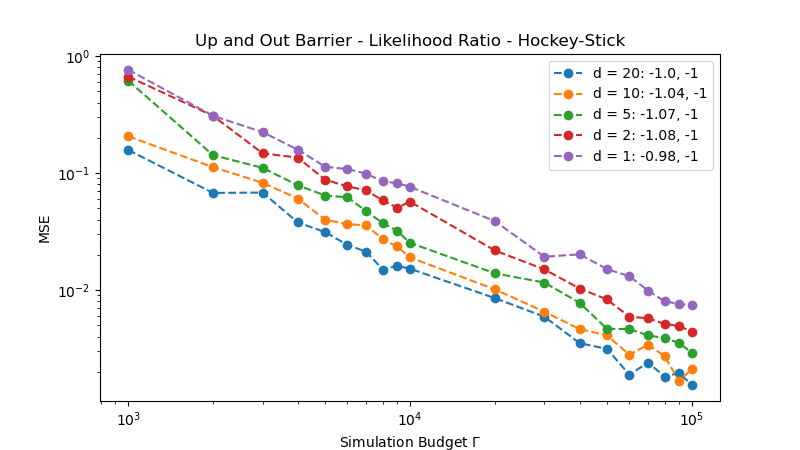 Up and Out Barrier - Likelihood Ratio - Hockey-Stick
10⁰
10⁻¹
10⁻²
MSE
d = 20: -1.0, -1
d = 10: -1.04, -1
d = 5: -1.07, -1
d = 2: -1.08, -1
d = 1: -0.98, -1
10³
10⁴
10⁵
Simulation Budget Γ